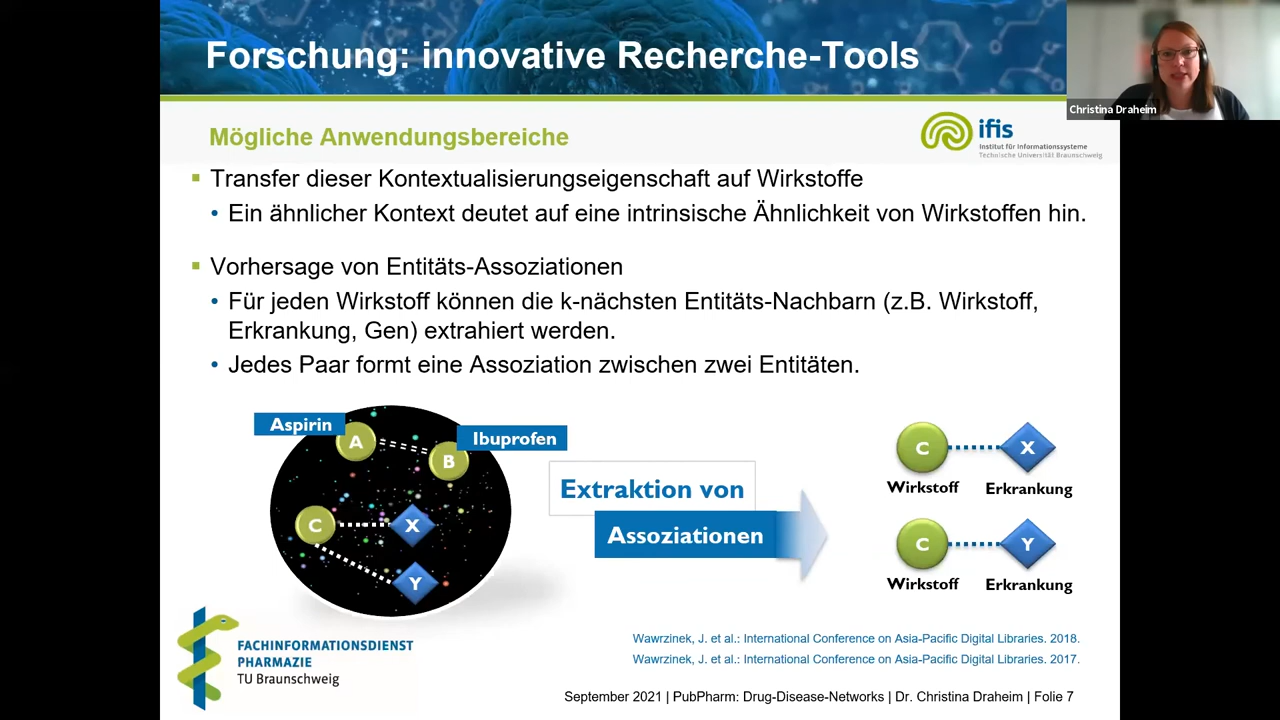 Forschung: innovative Recherche-Tools
Christina Draheim
Mögliche Anwendungsbereiche
ifis
Institut für Informationssysteme
Technische Universität Braunschweig
Transfer dieser Kontextualisierungseigenschaft auf Wirkstoffe
Ein ähnlicher Kontext deutet auf eine intrinsische Ähnlichkeit von Wirkstoffen hin.
Vorhersage von Entitäts-Assoziationen
Für jeden Wirkstoff können die k-nächsten Entitäts-Nachbarn (z.B. Wirkstoff,
Erkrankung, Gen) extrahiert werden.
Jedes Paar formt eine Assoziation zwischen zwei Entitäten.
Aspirin
A
Ibuprofen
B
C
X
Y
Extraktion von
Assoziationen
C
X
Wirkstoff
Erkrankung
C
Y
Wirkstoff
Erkrankung
FACHINFORMATIONSDIENST
PHARMAZIE
TU Braunschweig
Wawrzinek, J. et al.: International Conference on Asia-Pacific Digital Libraries. 2018.
Wawrzinek, J. et al.: International Conference on Asia-Pacific Digital Libraries. 2017.
September 2021 | PubPharm: Drug-Disease-Networks | Dr. Christina Draheim | Folie 7